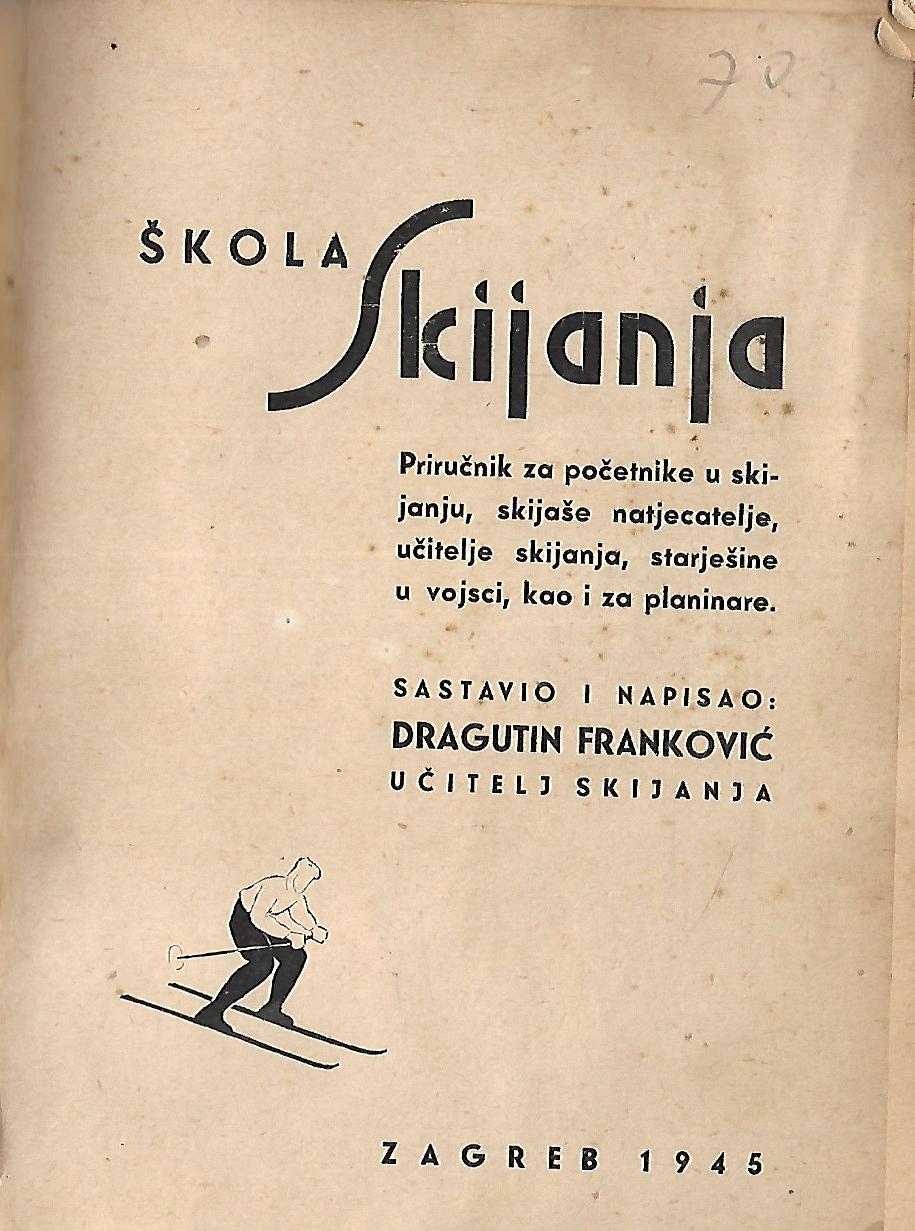 70
ŠKOLA
Skijanja
Priručnik za početnike u ski-
janju, skijaše natjecatelje,
učitelje skijanja, starješine
u vojsci, kao i za planinare.
SASTAVIO I NAPISAO:
DRAGUTIN FRANKOVIĆ
UČITELJ SKIJANJA
ZAGREB 1945